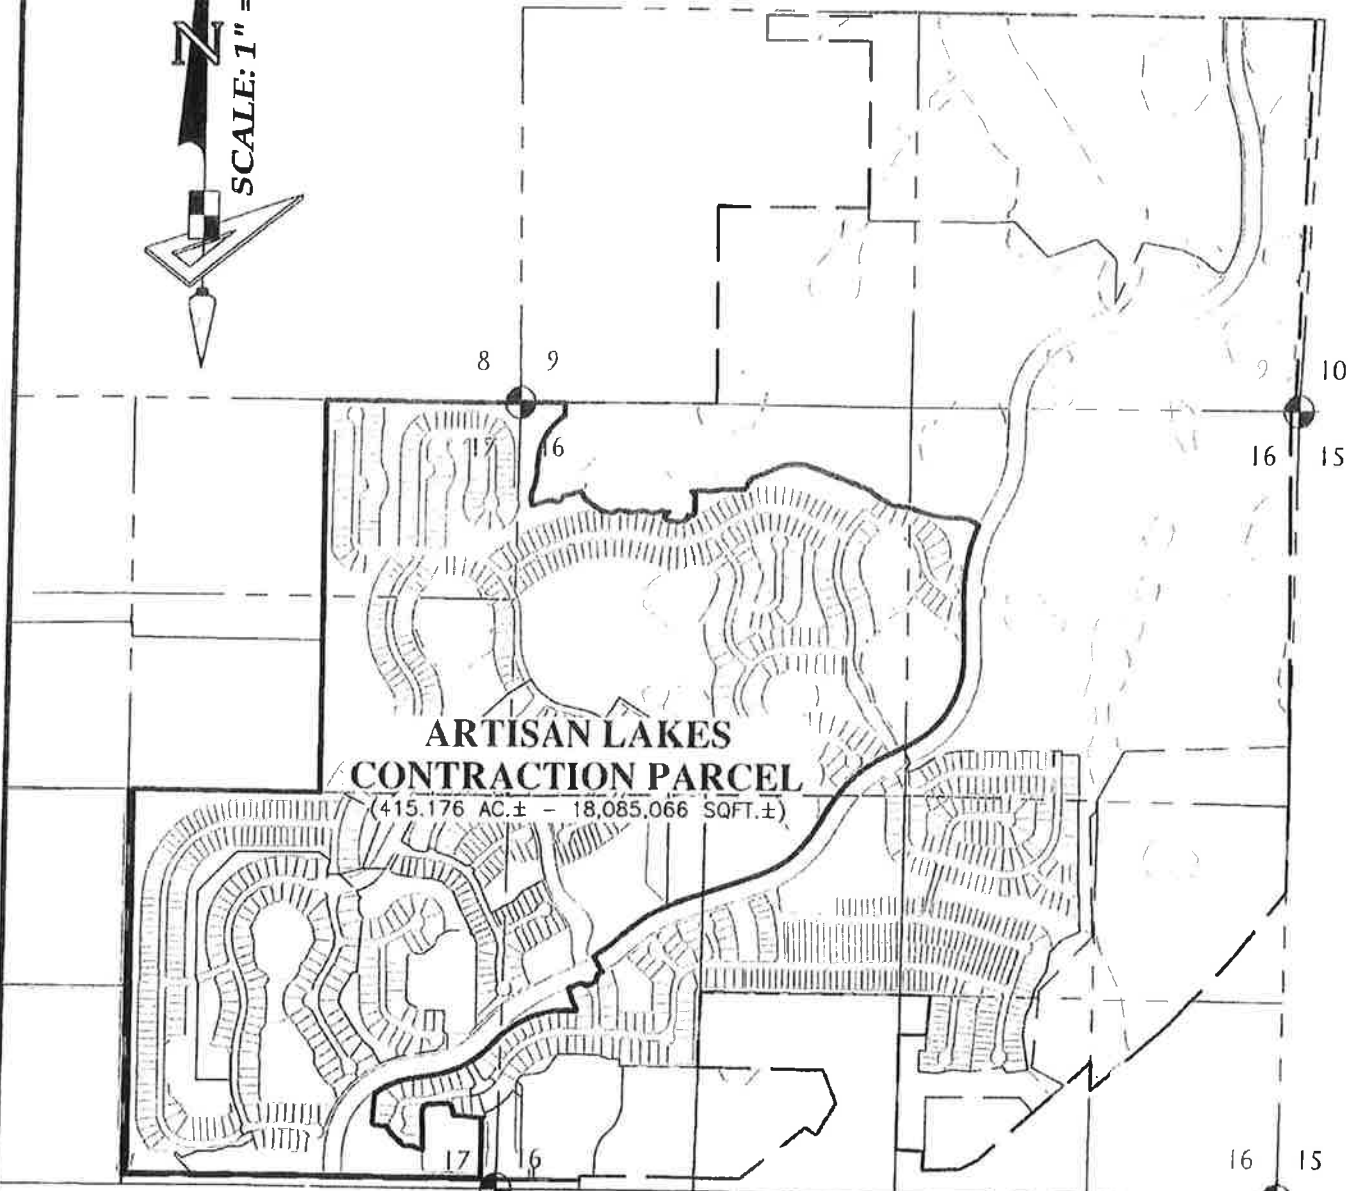 N
SCALE: 1" =
8 9
9 10
17 16
16 15
ARTISAN LAKES
CONTRACTION PARCEL
(415.176 AC.± - 18,085,066 SQFT.±)
17 16
16 15